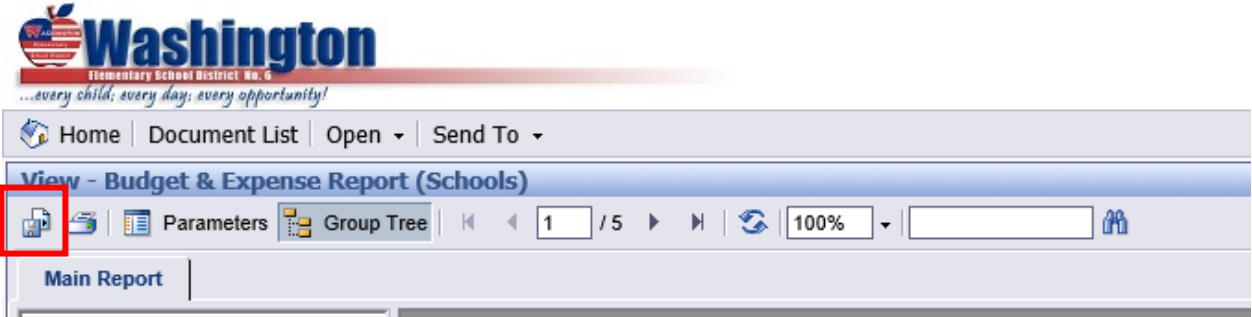 Washington
Elementary School District No. 6
...every child; every day; every opportunity!
Home Document List Open Send To
View - Budget & Expense Report (Schools)
Parameters Group Tree 1 / 5 100%
Main Report